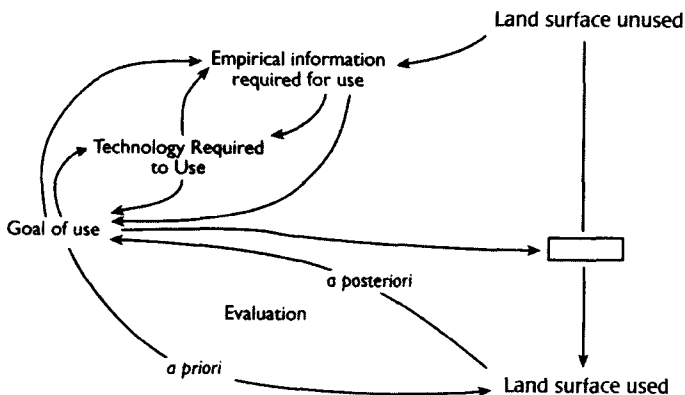 Land surface unused
Empirical information
required for use
Technology Required
to Use
Goal of use
a posteriori
Evaluation
a priori
Land surface used